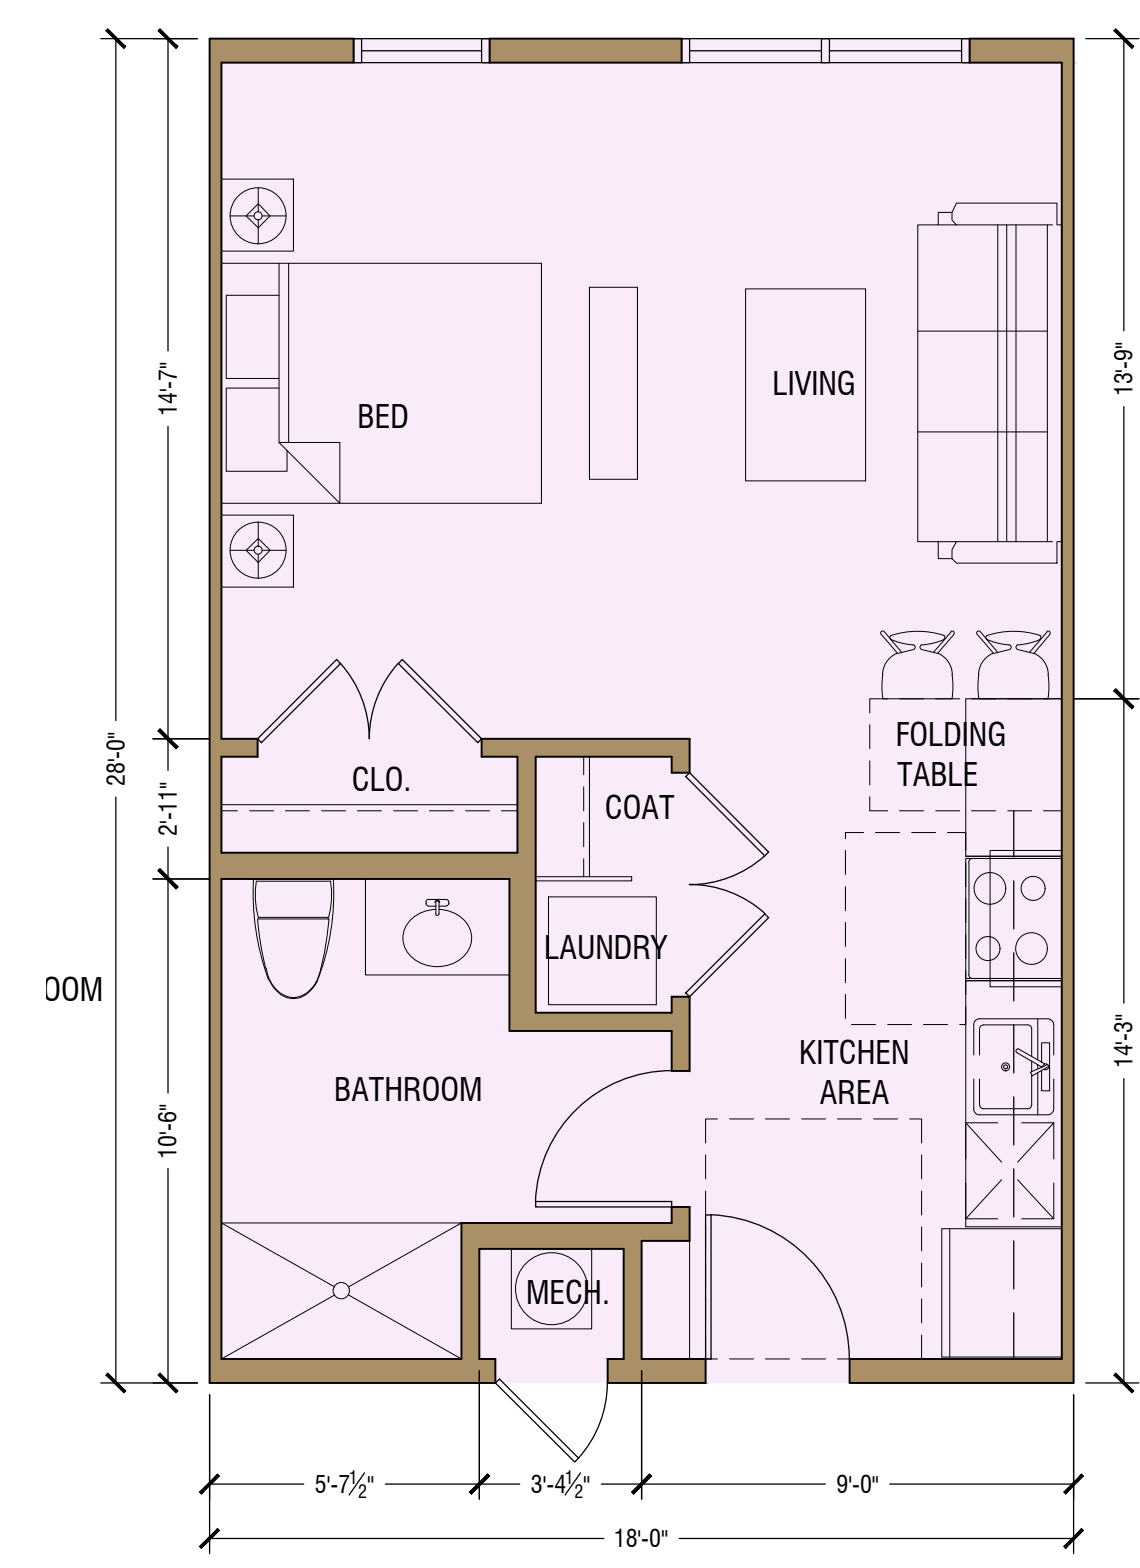 14'-7"
13'-9"
LIVING
BED
FOLDING
TABLE
28'-0"
CLO.
2'-11"
COAT
LAUNDRY
OOM
KITCHEN
AREA
14'-3"
BATHROOM
10'-6"
MECH.
5'-7½"
3'-4½"
9'-0"
18'-0"